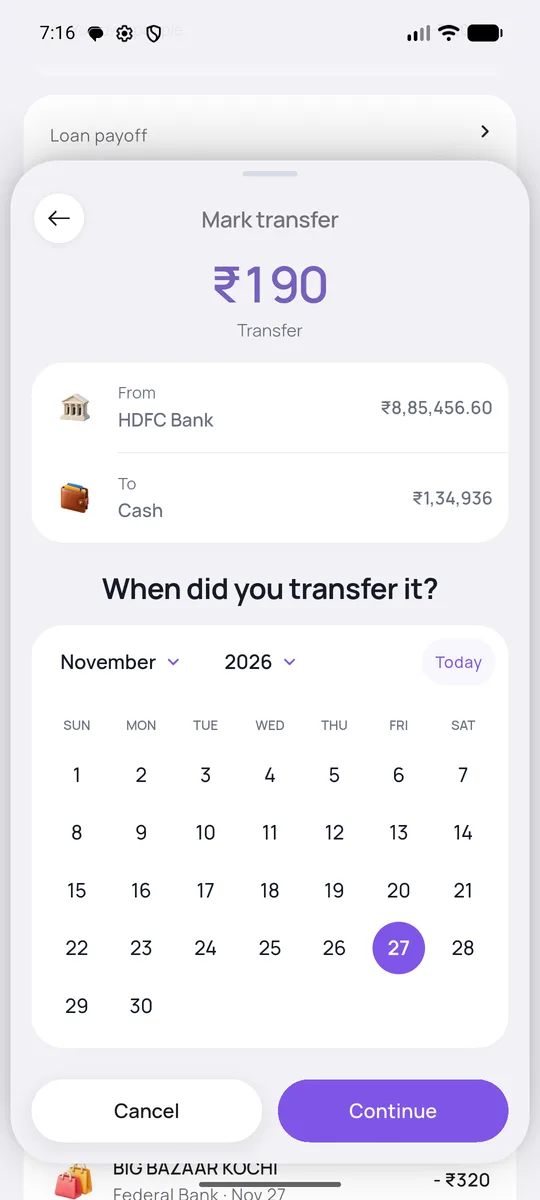 7:16
Loan payoff
Mark transfer
₹190
Transfer
From
HDFC Bank
₹8,85,456.60
To
Cash
₹1,34,936
When did you transfer it?
November 2026 Today
SUN MON TUE WED THU FRI SAT
1 2 3 4 5 6 7
8 9 10 11 12 13 14
15 16 17 18 19 20 21
22 23 24 25 26 27 28
29 30
Cancel Continue
BIG BAZAAR KOCHI
- ₹320
Federal Bank · Nov 27